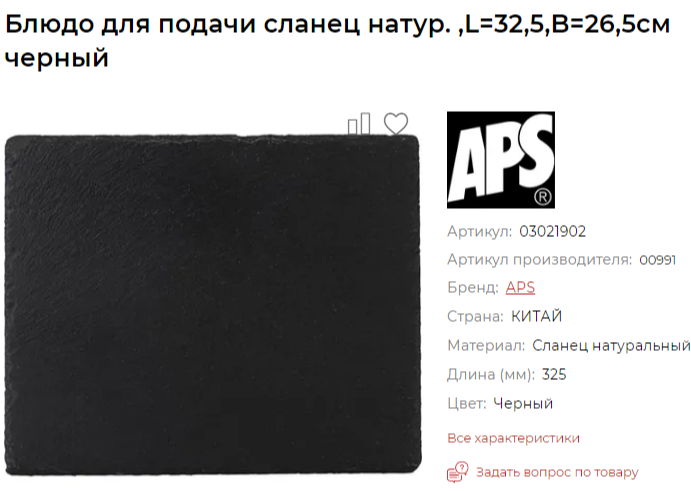 Блюдо для подачи сланец натур. ,L=32,5,B=26,5см
черный
APS®
Артикул: 03021902
Артикул производителя: 00991
Бренд: APS
Страна: КИТАЙ
Материал: Сланец натуральный
Длина (мм): 325
Цвет: Черный
Все характеристики
Задать вопрос по товару